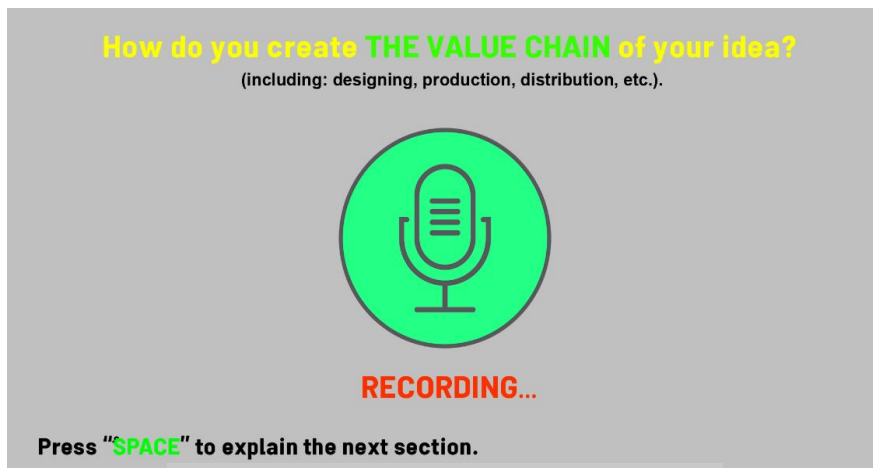 How do you create THE VALUE CHAIN of your idea?
(including: designing, production, distribution, etc.).
RECORDING...
Press “SPACE” to explain the next section.